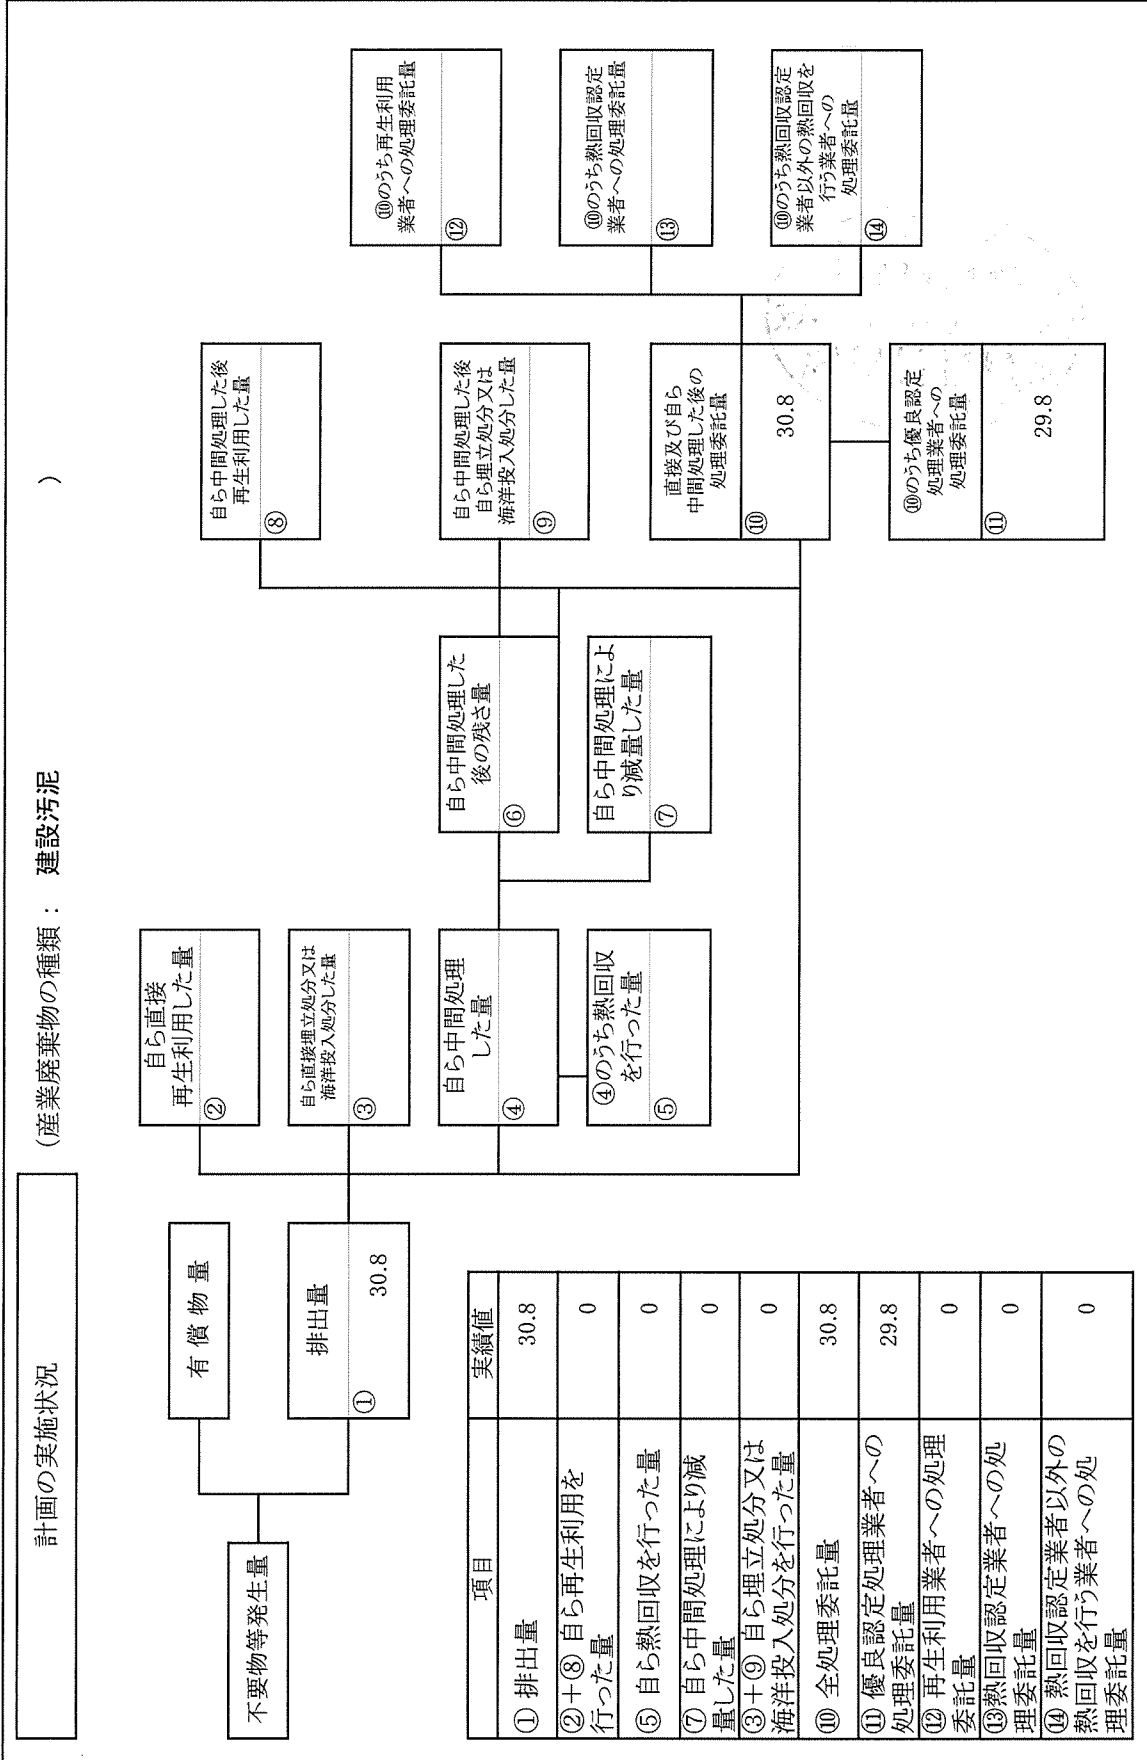 計画の実施状況
（産業廃棄物の種類： 建設汚泥 ）
不要物等発生量
有償物量
排出量
① 30.8
自ら直接
再生利用した量
②
自ら直接埋立処分又は
海洋投入処分した量
③
自ら中間処理
した量
④
④のうち熱回収
を行った量
⑤
自ら中間処理した
後の残さ量
⑥
自ら中間処理によ
り減量した量
⑦
自ら中間処理した後
再生利用した量
⑧
自ら中間処理した後
自ら埋立処分又は
海洋投入処分した量
⑨
直接及び自ら
中間処理した後の
処理委託量
⑩ 30.8
⑩のうち優良認定
処理業者への
処理委託量
⑪ 29.8
⑩のうち再生利用
業者への処理委託量
⑫
⑩のうち熱回収認定
業者への処理委託量
⑬
⑩のうち熱回収認定
業者以外の熱回収を
行う業者への
処理委託量
⑭
項目 実績値
① 排出量 30.8
②＋⑧ 自ら再生利用を
行った量 0
⑤ 自ら熱回収を行った量 0
⑦ 自ら中間処理により減
量した量 0
③＋⑨ 自ら埋立処分又は
海洋投入処分を行った量 0
⑩ 全処理委託量 30.8
⑪ 優良認定処理業者への
処理委託量 29.8
⑫ 再生利用業者への処理
委託量 0
⑬熱回収認定業者への処
理委託量 0
⑭ 熱回収認定業者以外の
熱回収を行う業者への処
理委託量 0